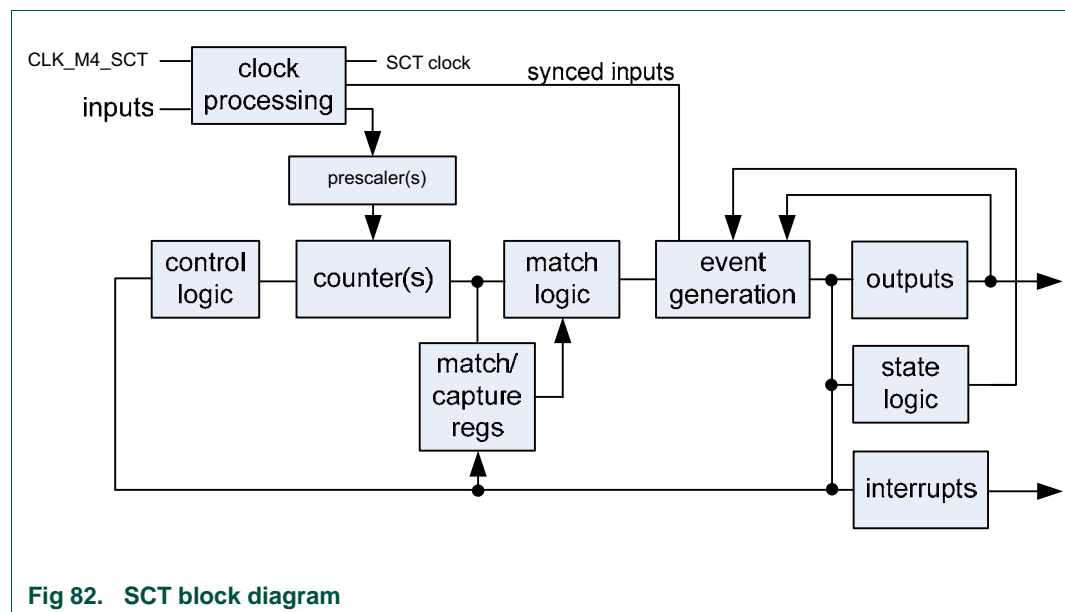 CLK_M4_SCT
inputs
clock
processing
SCT clock
synced inputs
prescaler(s)
control
logic
counter(s)
match
logic
event
generation
outputs
match/
capture
regs
state
logic
interrupts
Fig 82. SCT block diagram